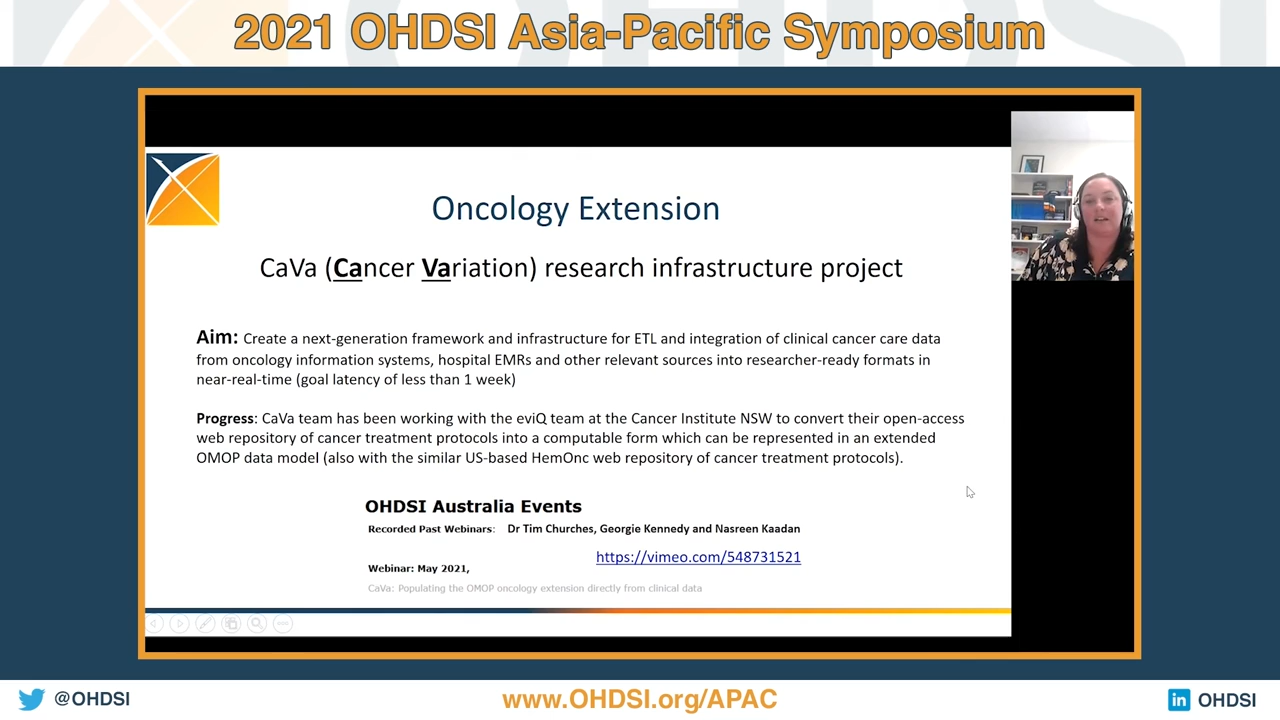 2021 OHDSI Asia-Pacific Symposium
Oncology Extension
CaVa (Cancer Variation) research infrastructure project
Aim: Create a next-generation framework and infrastructure for ETL and integration of clinical cancer care data
from oncology information systems, hospital EMRs and other relevant sources into researcher-ready formats in
near-real-time (goal latency of less than 1 week)
Progress: CaVa team has been working with the eviQ team at the Cancer Institute NSW to convert their open-access
web repository of cancer treatment protocols into a computable form which can be represented in an extended
OMOP data model (also with the similar US-based HemOnc web repository of cancer treatment protocols).
OHDSI Australia Events
Recorded Past Webinars: Dr Tim Churches, Georgie Kennedy and Nasreen Kaadan
https://vimeo.com/548731521
Webinar: May 2021,
CaVa: Populating the OMOP oncology extension directly from clinical data
@OHDSI
www.OHDSI.org/APAC
in OHDSI